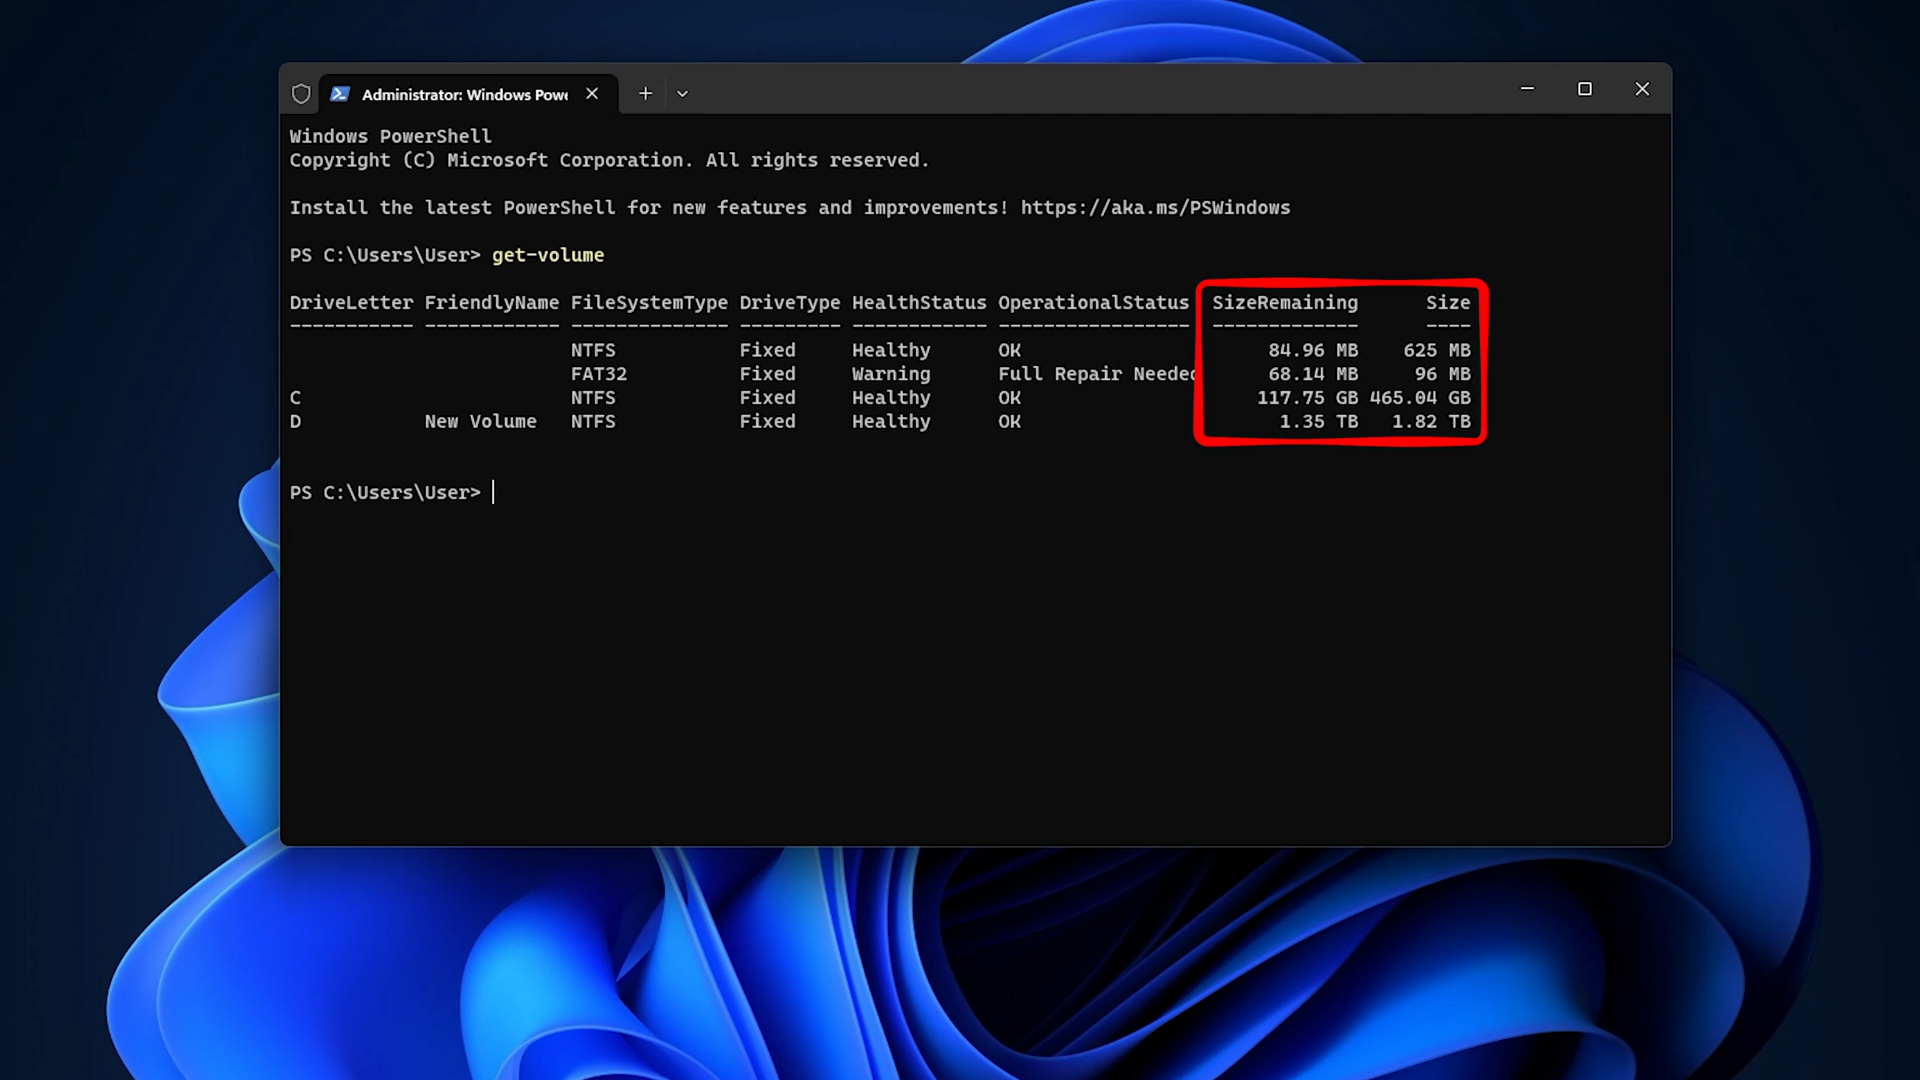 Administrator: Windows Powe
Windows PowerShell
Copyright (C) Microsoft Corporation. All rights reserved.
Install the latest PowerShell for new features and improvements! https://aka.ms/PSWindows
PS C:\Users\User> get-volume
DriveLetter FriendlyName FileSystemType DriveType HealthStatus OperationalStatus SizeRemaining Size
----------- ------------ -------------- --------- ------------ ----------------- ------------- ----
NTFS Fixed Healthy OK 84.96 MB 625 MB
FAT32 Fixed Warning Full Repair Needed 68.14 MB 96 MB
C NTFS Fixed Healthy OK 117.75 GB 465.04 GB
D New Volume NTFS Fixed Healthy OK 1.35 TB 1.82 TB
PS C:\Users\User>